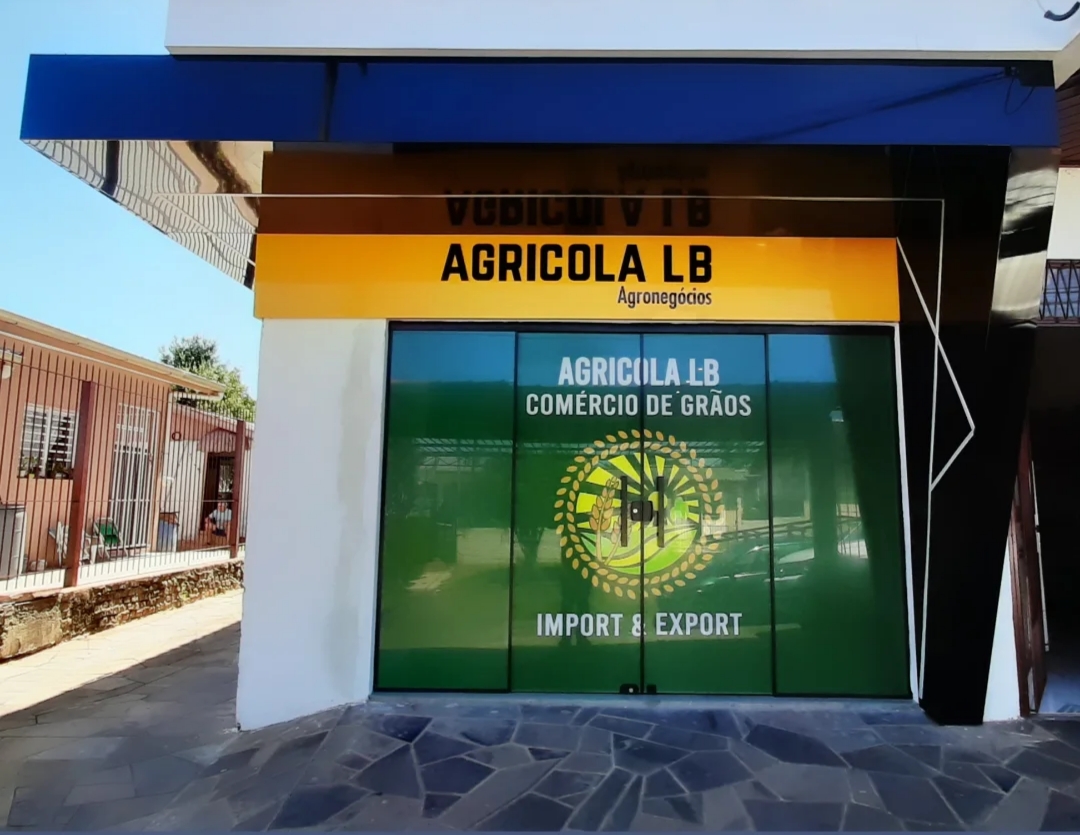 AGRICOLA LB
Agronegócios
AGRICOLA LB
COMÉRCIO DE GRÃOS
IMPORT & EXPORT